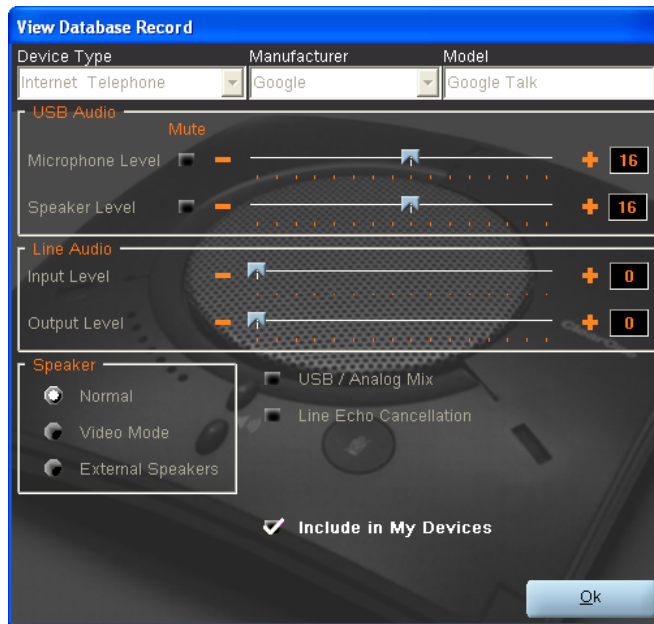 View Database Record
Device Type Manufacturer Model
Internet Telephone Google Google Talk
USB Audio
Mute
Microphone Level 16
Speaker Level 16
Line Audio
Input Level 0
Output Level 0
Speaker
Normal
Video Mode
External Speakers
USB / Analog Mix
Line Echo Cancellation
Include in My Devices
Ok